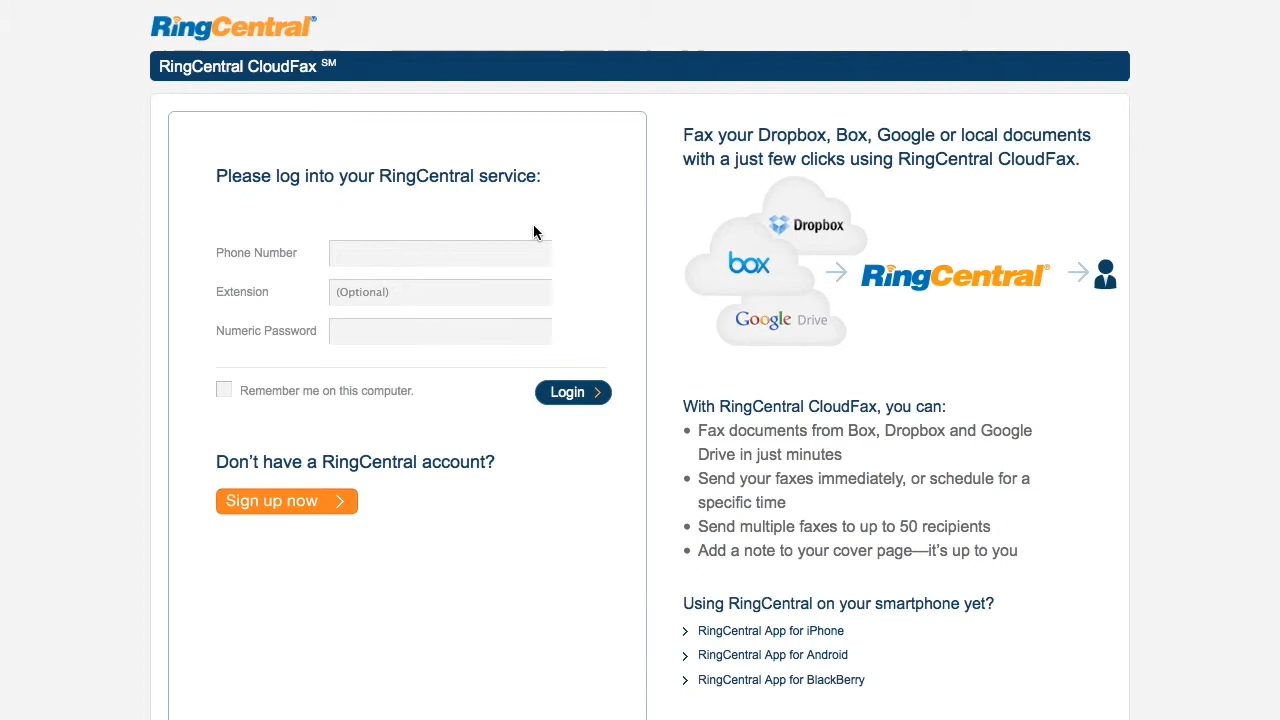 RingCentral
RingCentral CloudFax SM
Please log into your RingCentral service:
Phone Number
Extension
(Optional)
Numeric Password
Remember me on this computer.
Login
Don't have a RingCentral account?
Sign up now
Fax your Dropbox, Box, Google or local documents
with a just few clicks using RingCentral CloudFax.
Dropbox
box
RingCentral
Google Drive
With RingCentral CloudFax, you can:
• Fax documents from Box, Dropbox and Google
Drive in just minutes
• Send your faxes immediately, or schedule for a
specific time
• Send multiple faxes to up to 50 recipients
• Add a note to your cover page—it's up to you
Using RingCentral on your smartphone yet?
RingCentral App for iPhone
RingCentral App for Android
RingCentral App for BlackBerry